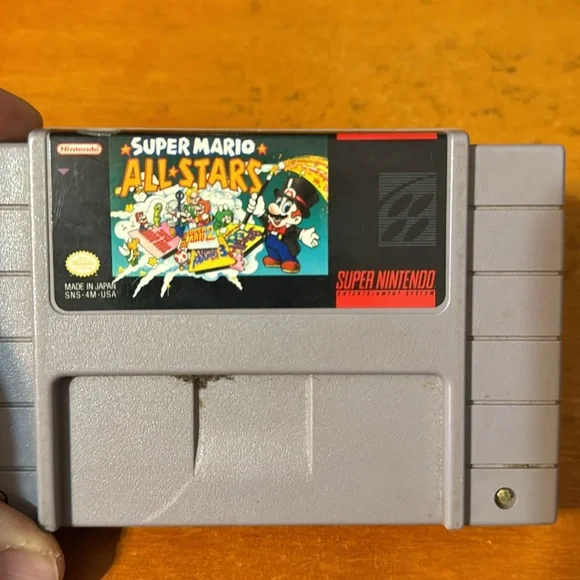 Nintendo
SUPER MARIO
ALL★STARS
MADE IN JAPAN
SNS-4M-USA
SUPER NINTENDO
ENTERTAINMENT SYSTEM